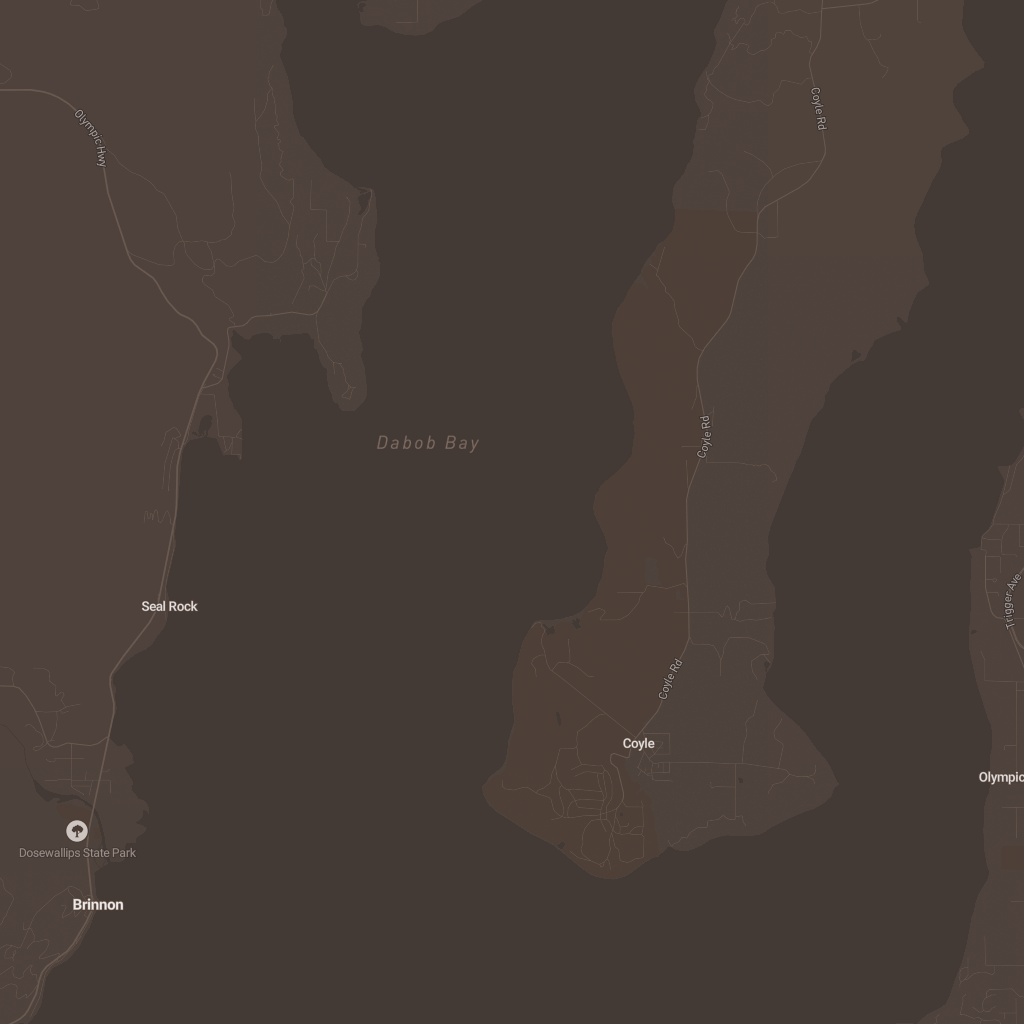 Olympic Hwy
Coyle Rd
Dabob Bay
Coyle Rd
Seal Rock
Trigger Ave
Coyle Rd
Coyle
Olympic
Dosewallips State Park
Brinnon